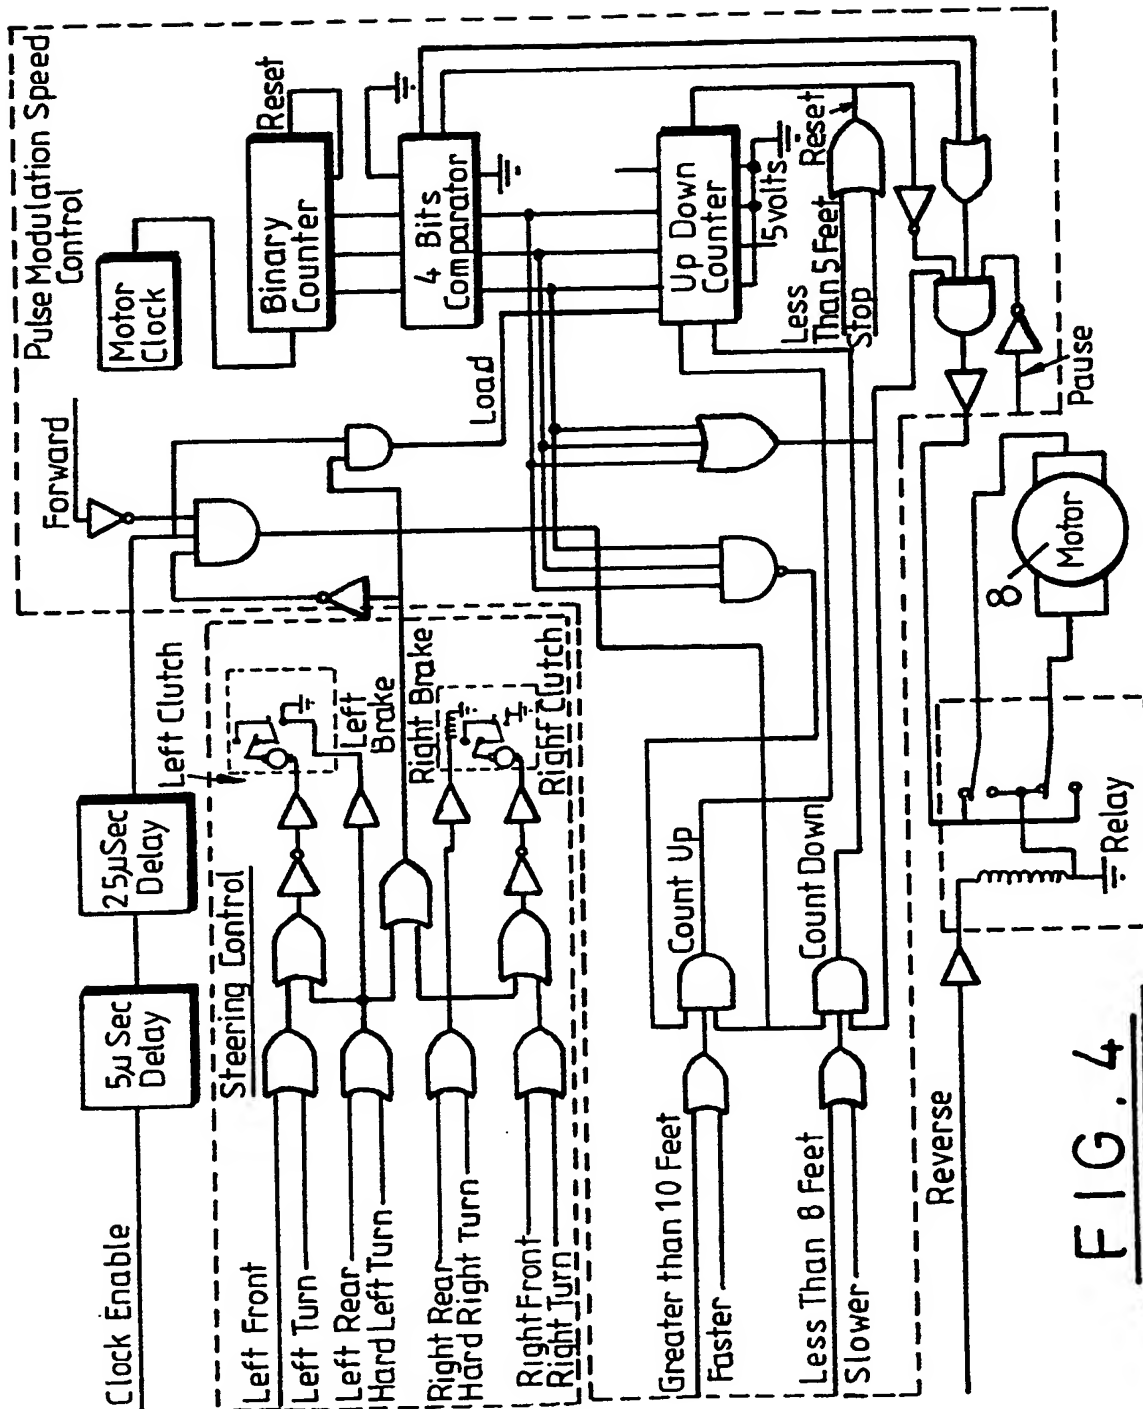 Pulse Modulation Speed
Control
Motor
Clock
Reset
Binary
Counter
4 Bits
Comparator
Up Down
Counter
5volts
Less
Than 5 Feet
Stop
Reset
Pause
Forward
Load
Clock Enable
5μ Sec
Delay
25μSec
Delay
Left Clutch
Steering Control
Left Front
Left Turn
Left Rear
Hard Left Turn
Right Rear
Hard Right Turn
Right Front
Right Turn
Left
Brake
Right Brake
Right Clutch
Greater than 10 Feet
Faster
Less Than 8 Feet
Slower
Count Up
Count Down
Reverse
Relay
8
Motor
FIG. 4